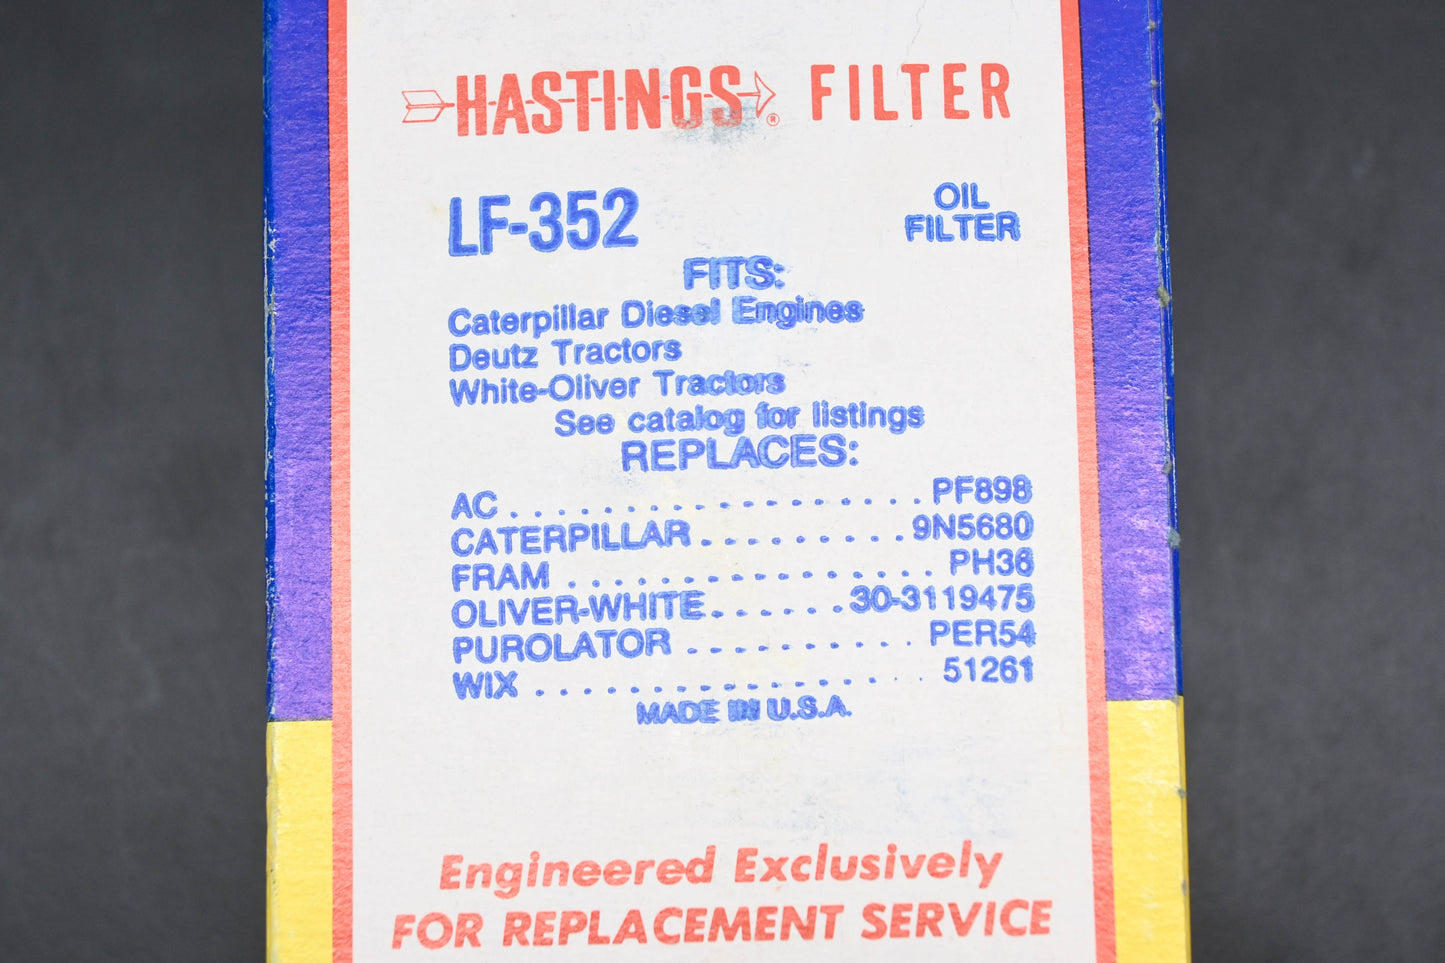 HASTINGS® FILTER
LF-352
OIL
FILTER
FITS:
Caterpillar Diesel Engines
Deutz Tractors
White-Oliver Tractors
See catalog for listings
REPLACES:
AC . . . . . . . . . . . . . . . . . . PF898
CATERPILLAR . . . . . . . . . 9N5680
FRAM . . . . . . . . . . . . . . . . PH36
OLIVER-WHITE . . . . . . 30-3119475
PUROLATOR . . . . . . . . . . PER54
WIX . . . . . . . . . . . . . . . . . 51261
MADE IN U.S.A.
Engineered Exclusively
FOR REPLACEMENT SERVICE